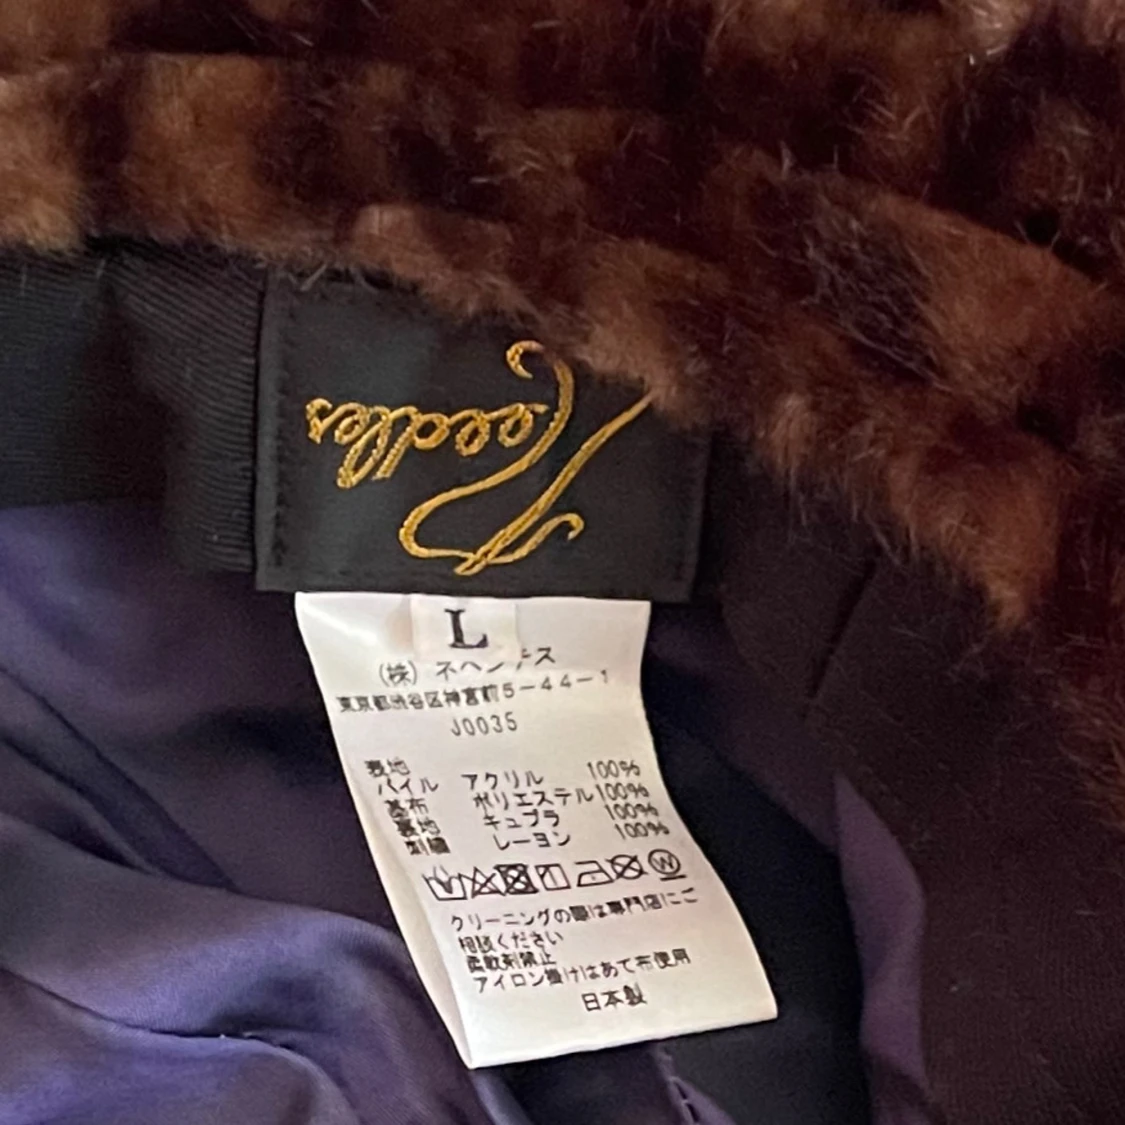 Needles
L
(株) ネペンテス
東京都渋谷区神宮前5-44-1
J0035
表地
パイル アクリル 100%
基布 ポリエステル100%
裏地 キュプラ 100%
刺繍 レーヨン 100%
W
クリーニングの際は専門店にご
相談ください
柔軟剤禁止
アイロン掛けはあて布使用
日本製